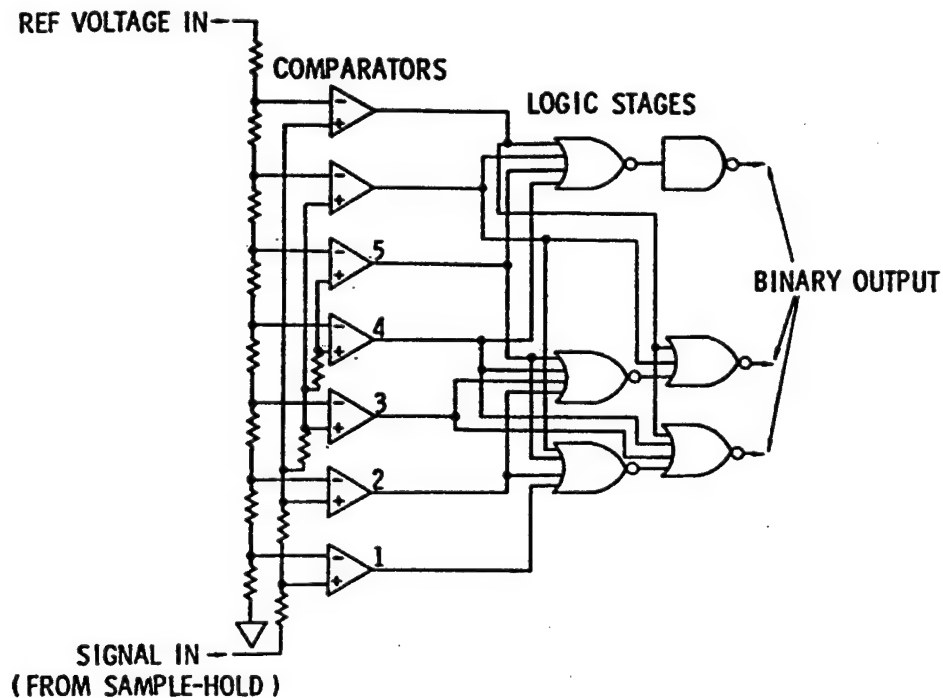 REF VOLTAGE IN
COMPARATORS
LOGIC STAGES
- +
- +
- + 5
- + 4
- + 3
- + 2
- + 1
BINARY OUTPUT
SIGNAL IN
(FROM SAMPLE-HOLD)